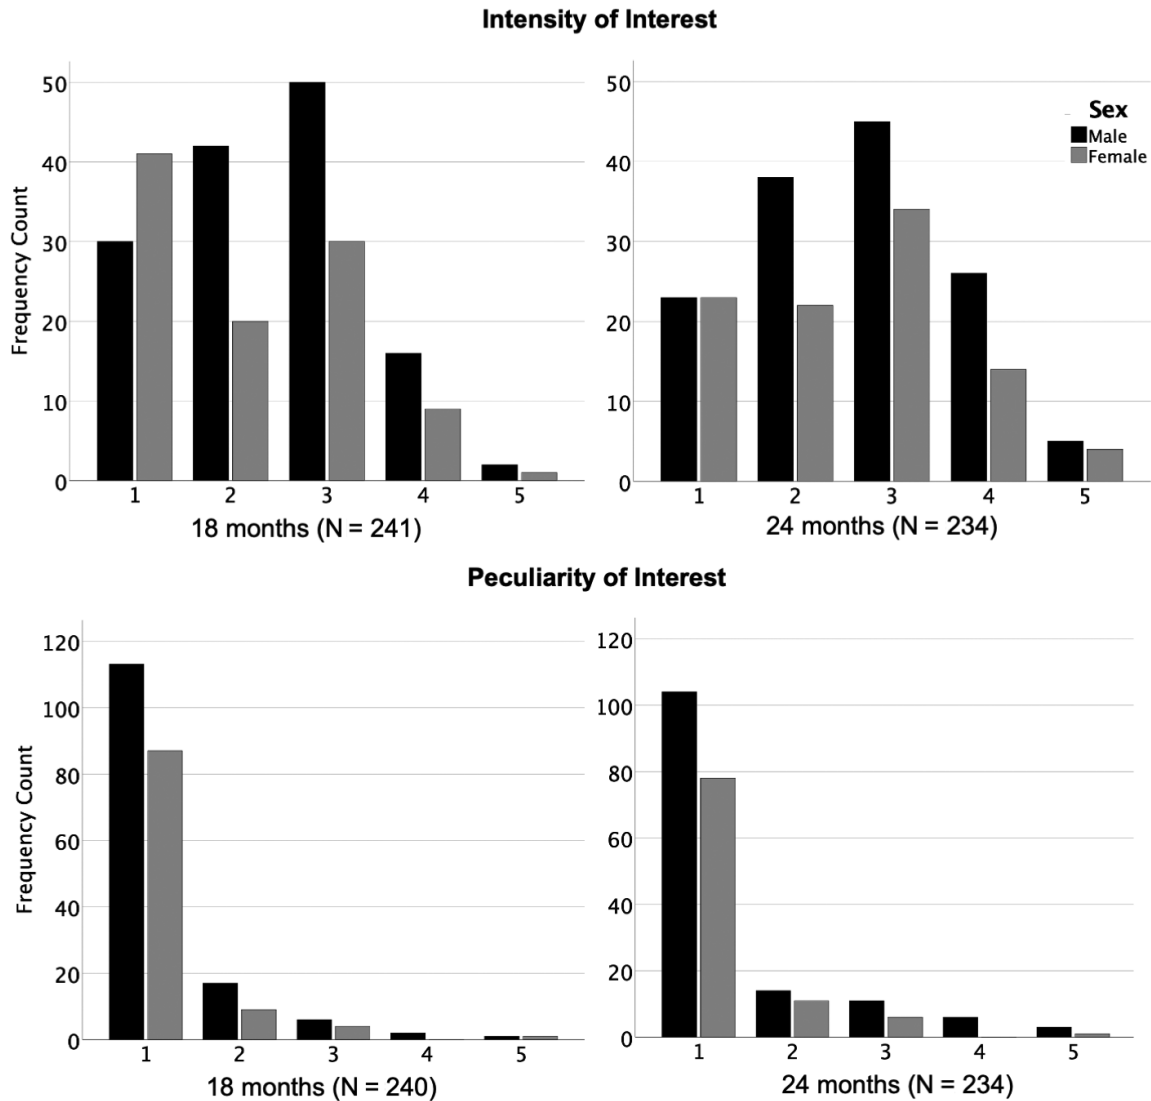 Intensity of Interest
Frequency Count
50
40
30
20
10
0
1 2 3 4 5
18 months (N = 241)
50
40
30
20
10
0
1 2 3 4 5
24 months (N = 234)
Sex
Male
Female
Peculiarity of Interest
Frequency Count
120
100
80
60
40
20
0
1 2 3 4 5
18 months (N = 240)
120
100
80
60
40
20
0
1 2 3 4 5
24 months (N = 234)